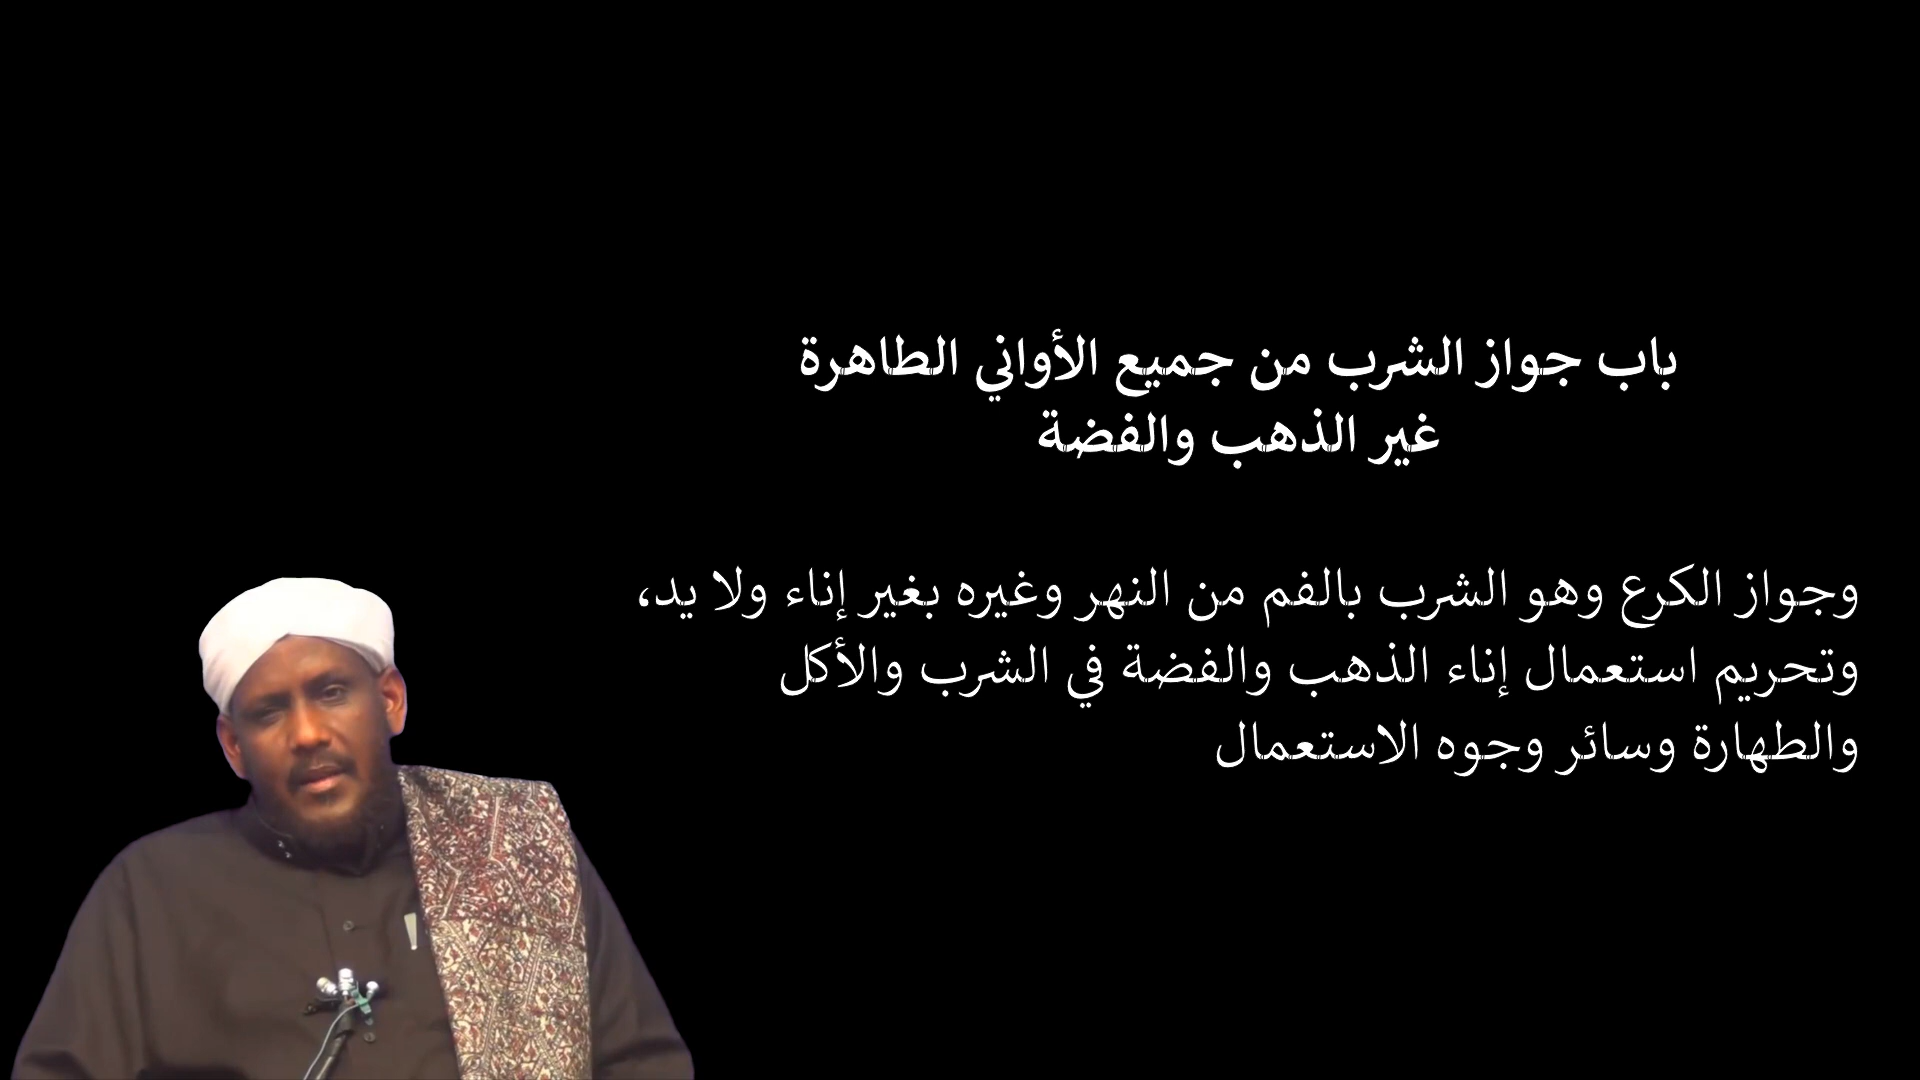 باب جواز الشرب من جميع الأواني الطاهرة
غير الذهب والفضة
وجواز الكرع وهو الشرب بالفم من النهر وغيره بغير إناء ولا يد،
وتحريم استعمال إناء الذهب والفضة في الشرب والأكل
والطهارة وسائر وجوه الاستعمال